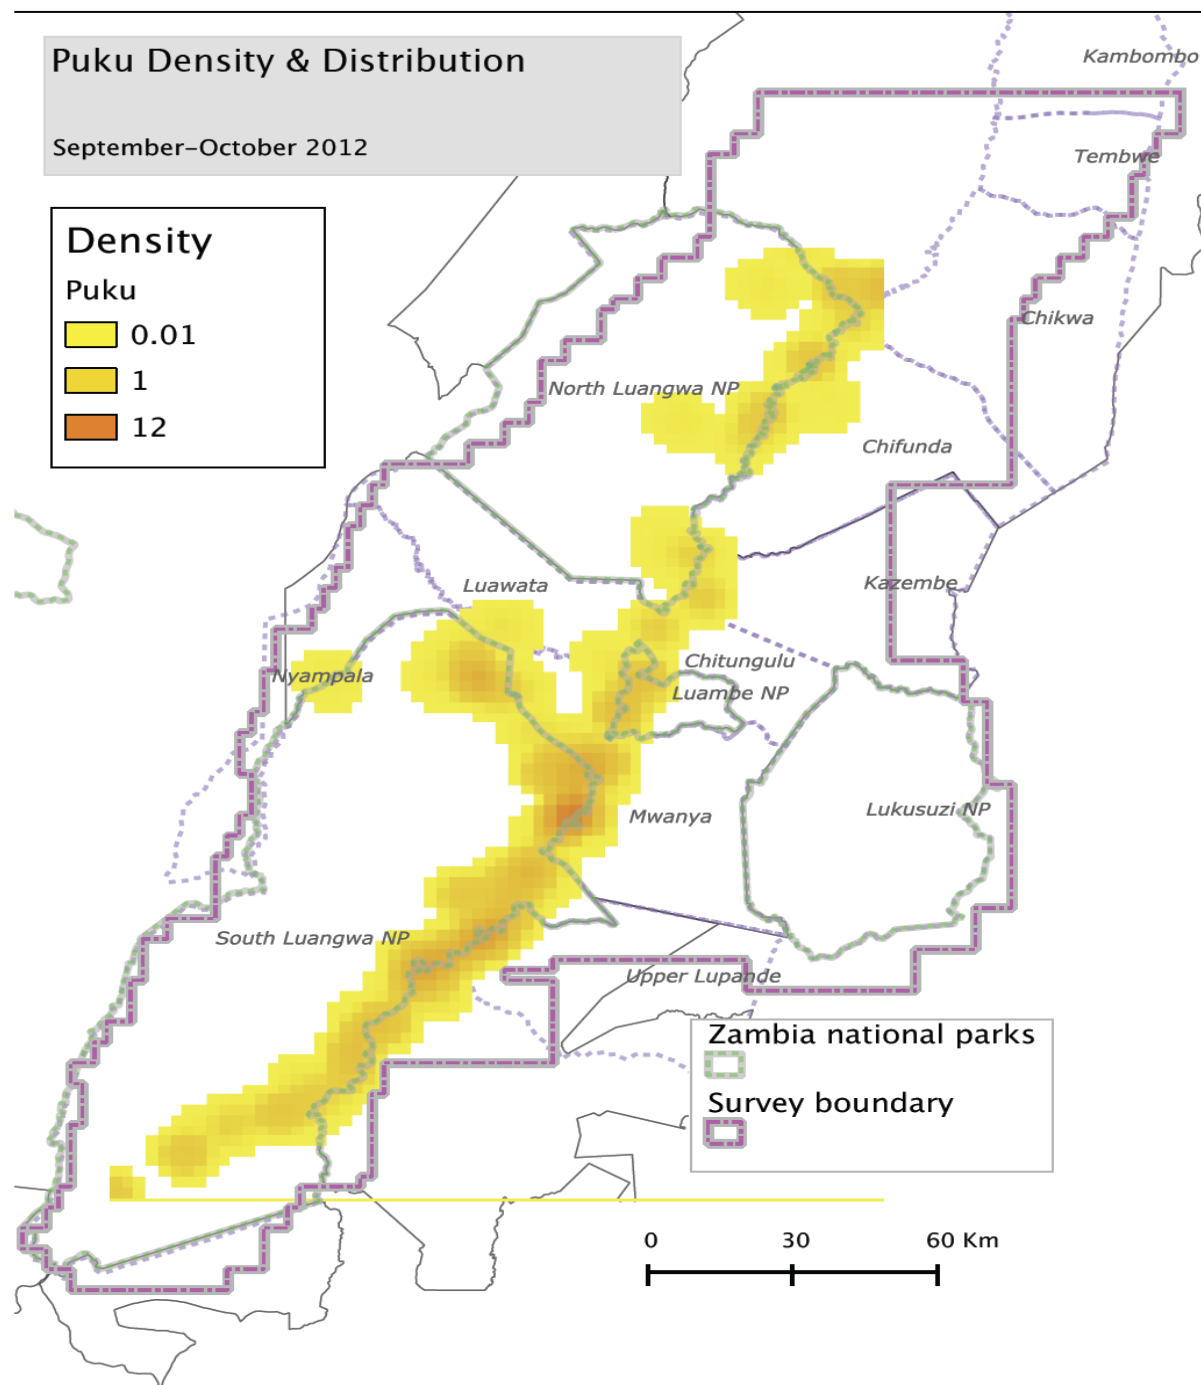 Puku Density & Distribution
September–October 2012
Kambombo
Tembwe
Density
Puku
0.01
1
12
Chikwa
North Luangwa NP
Chifunda
Luawata
Kazembe
Nyampala
Chitungulu
Luambe NP
Mwanya
Lukusuzi NP
South Luangwa NP
Upper Lupande
Zambia national parks
Survey boundary
0 30 60 Km